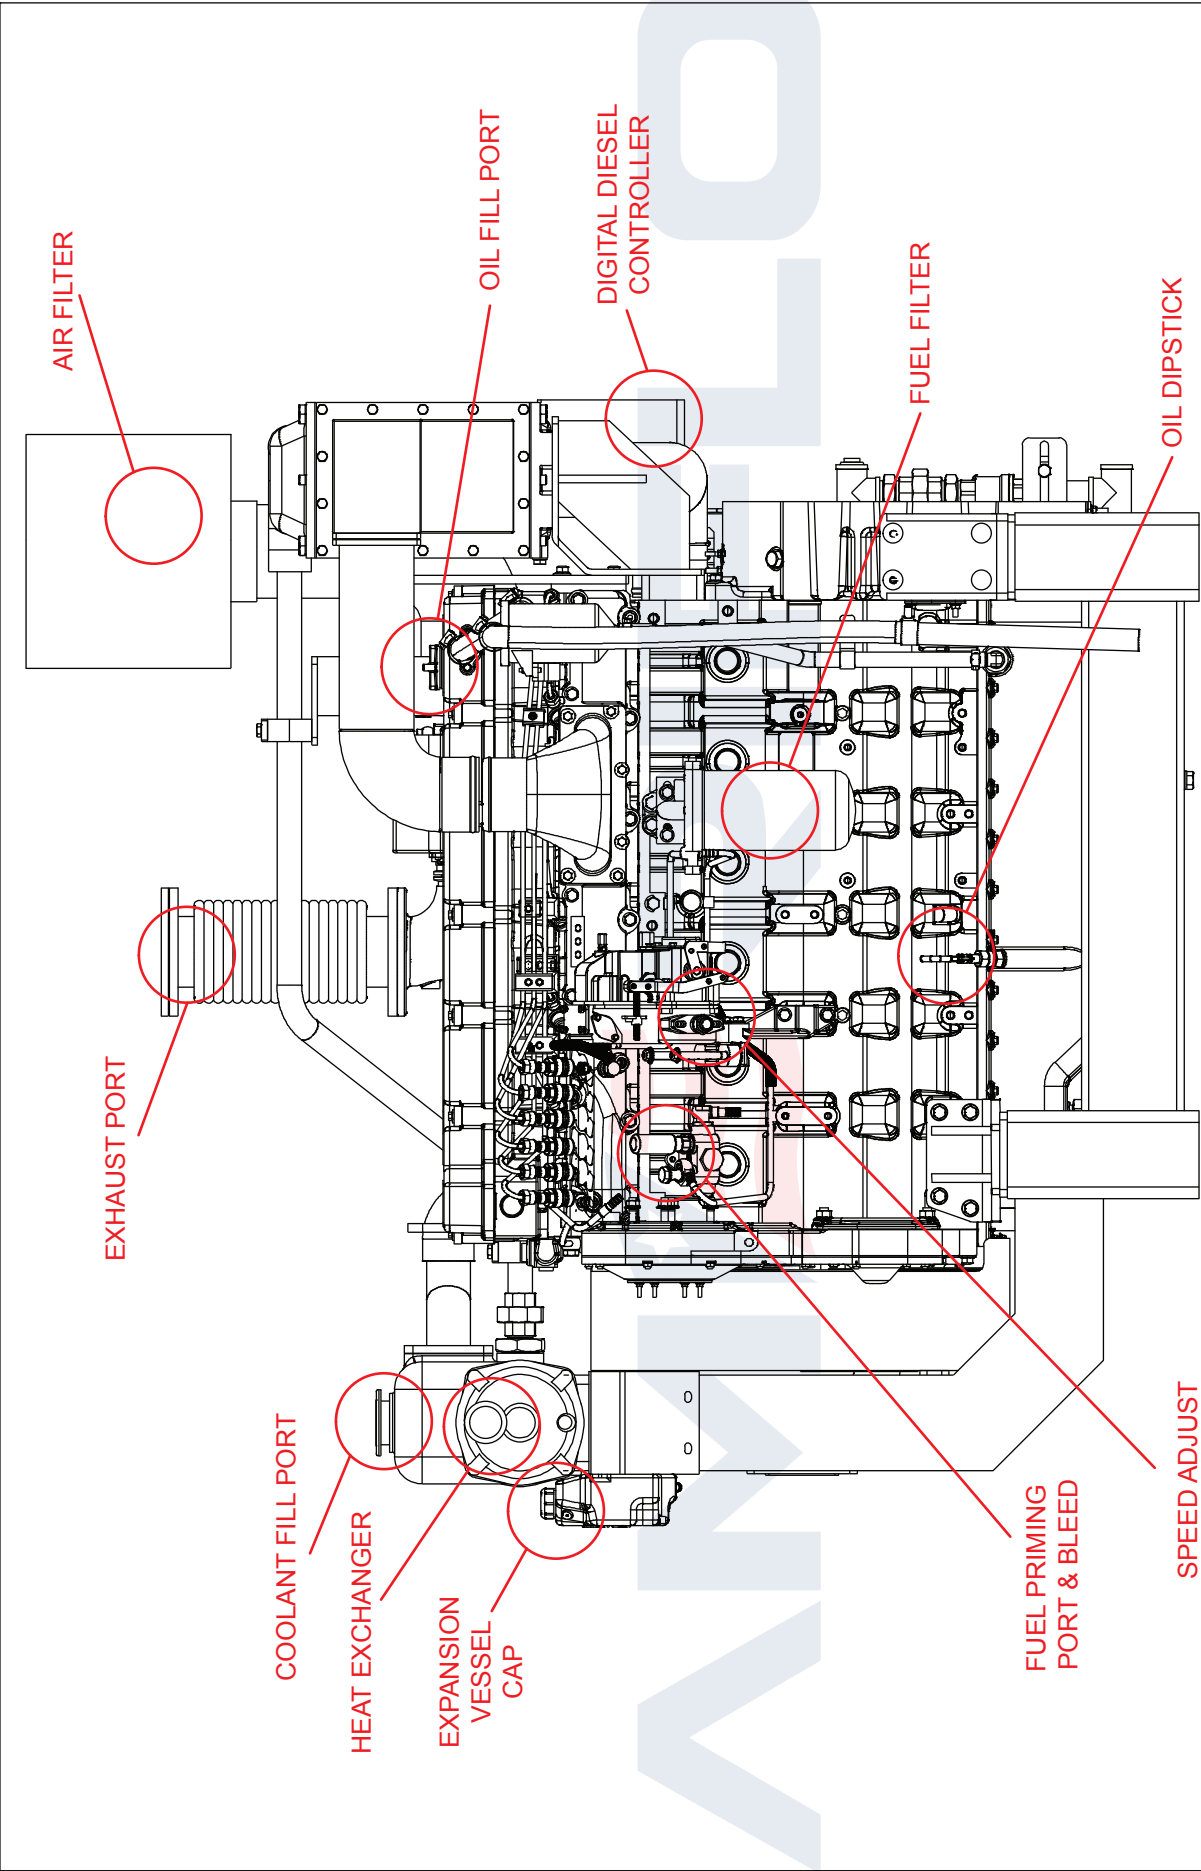 AIR FILTER
EXHAUST PORT
COOLANT FILL PORT
HEAT EXCHANGER
EXPANSION
VESSEL
CAP
OIL FILL PORT
DIGITAL DIESEL
CONTROLLER
FUEL FILTER
FUEL PRIMING
PORT & BLEED
OIL DIPSTICK
SPEED ADJUST